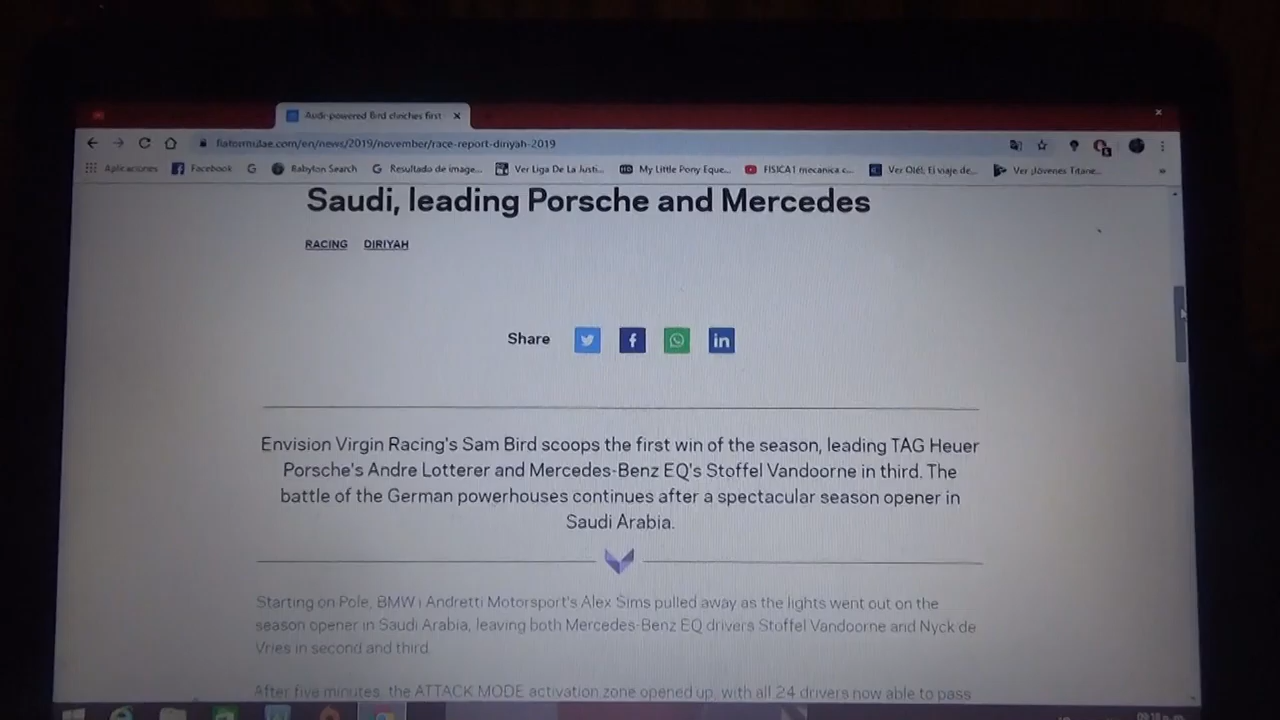 Audi-powered Bird clinches first
fiaformulae.com/en/news/2019/november/race-report-diriyah-2019
Aplicaciones Facebook Babylon Search Resultado de image... Ver Liga De La Justi... My Little Pony Eque... FISICA1 mecanica c... Ver Olé!, El viaje de... Ver ¡Jóvenes Titane... »
Saudi, leading Porsche and Mercedes
RACING DIRIYAH
Share
Envision Virgin Racing's Sam Bird scoops the first win of the season, leading TAG Heuer
Porsche's Andre Lotterer and Mercedes-Benz EQ's Stoffel Vandoorne in third. The
battle of the German powerhouses continues after a spectacular season opener in
Saudi Arabia.
Starting on Pole, BMW i Andretti Motorsport's Alex Sims pulled away as the lights went out on the
season opener in Saudi Arabia, leaving both Mercedes-Benz EQ drivers Stoffel Vandoorne and Nyck de
Vries in second and third.
After five minutes, the ATTACK MODE activation zone opened up, with all 24 drivers now able to pass